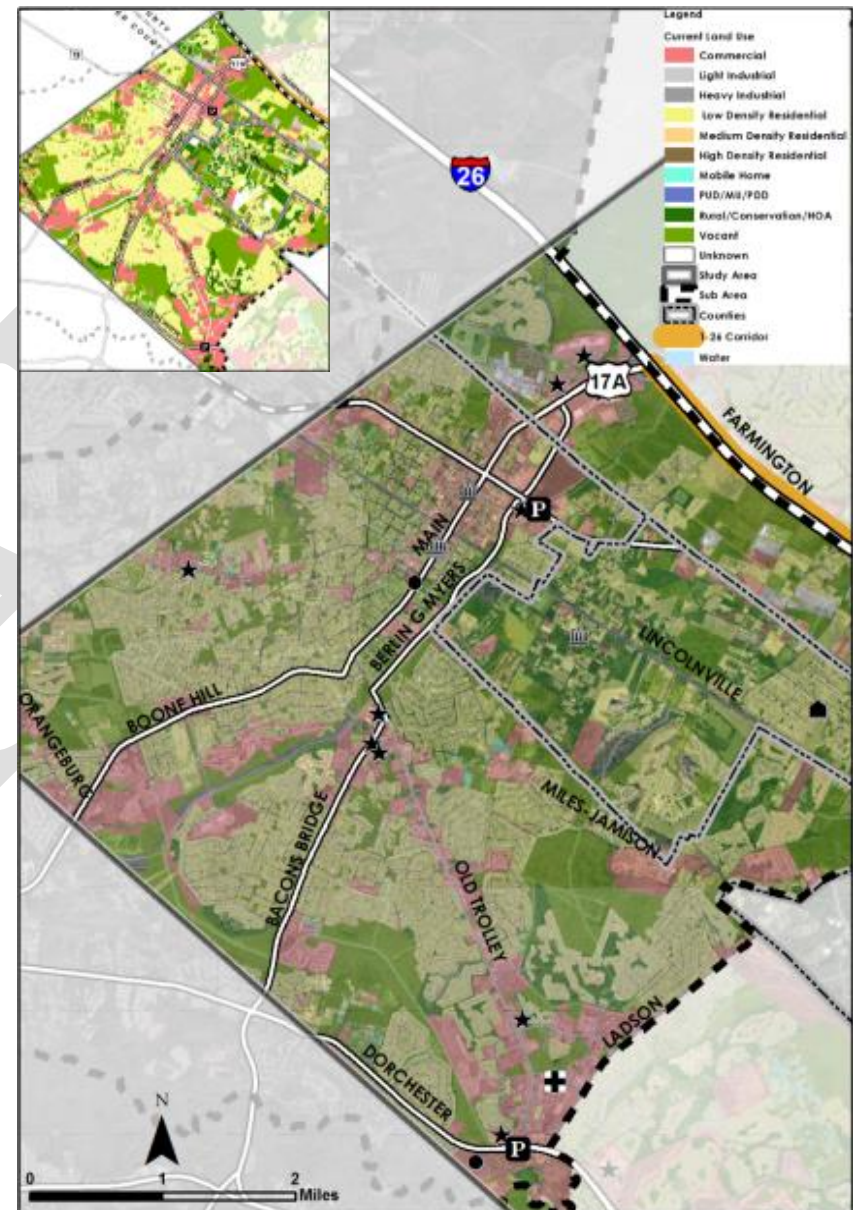 Legend
Current Land Use
Commercial
Light Industrial
Heavy Industrial
Low Density Residential
Medium Density Residential
High Density Residential
Mobile Home
PUD/MU/PDD
Rural/Conservation/HOA
Vacant
Unknown
Study Area
Sub Area
Counties
I-26 Corridor
Water
26
17A
FARMINGTON
P
MAIN
BERLIN G MYERS
LINCOLNVILLE
BOONE HILL
ORANGEBURG
BACONS BRIDGE
MILES-JAMISON
OLD TROLLEY
LADSON
DORCHESTER
P
N
0 1 2
Miles